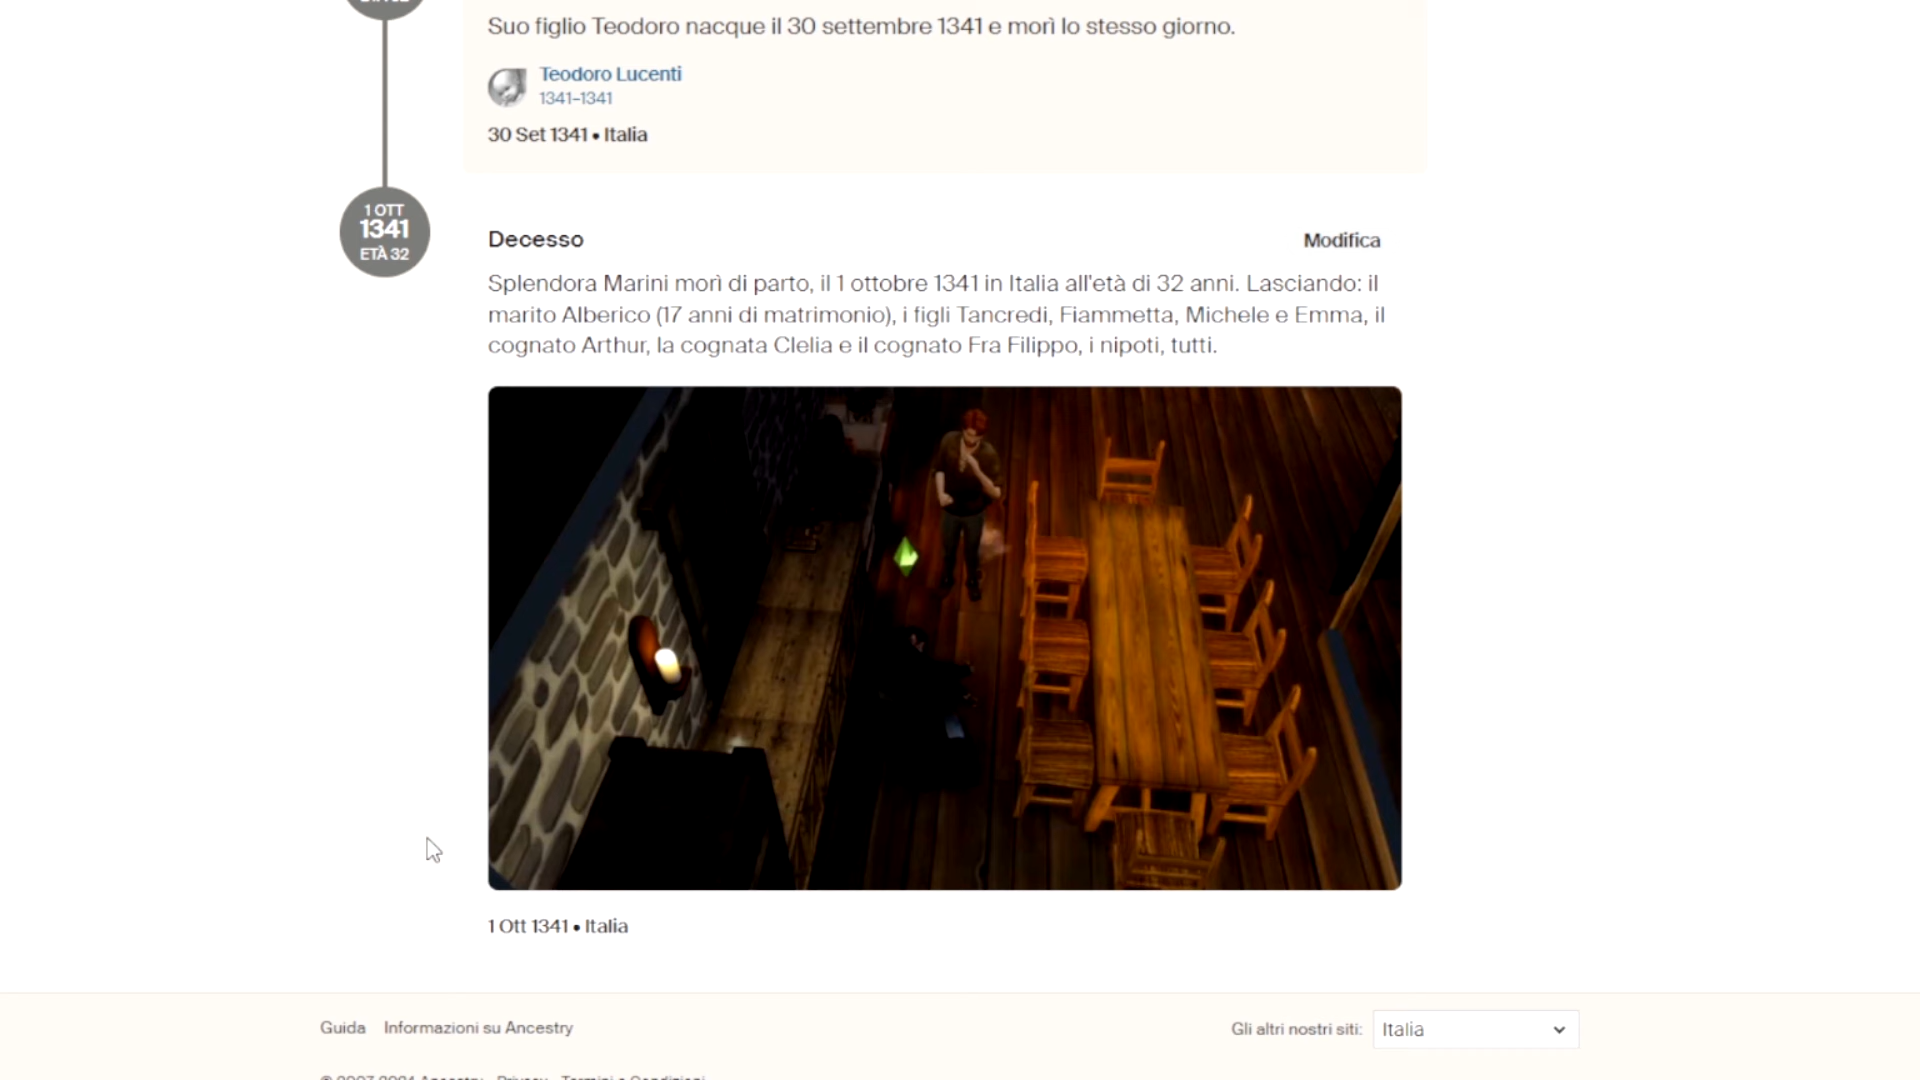 Suo figlio Teodoro nacque il 30 settembre 1341 e morì lo stesso giorno.
Teodoro Lucenti
1341–1341
30 Set 1341 • Italia
1 OTT
1341
ETÀ 32
Decesso
Modifica
Splendora Marini morì di parto, il 1 ottobre 1341 in Italia all'età di 32 anni. Lasciando: il
marito Alberico (17 anni di matrimonio), i figli Tancredi, Fiammetta, Michele e Emma, il
cognato Arthur, la cognata Clelia e il cognato Fra Filippo, i nipoti, tutti.
1 Ott 1341 • Italia
Guida Informazioni su Ancestry
Gli altri nostri siti: Italia